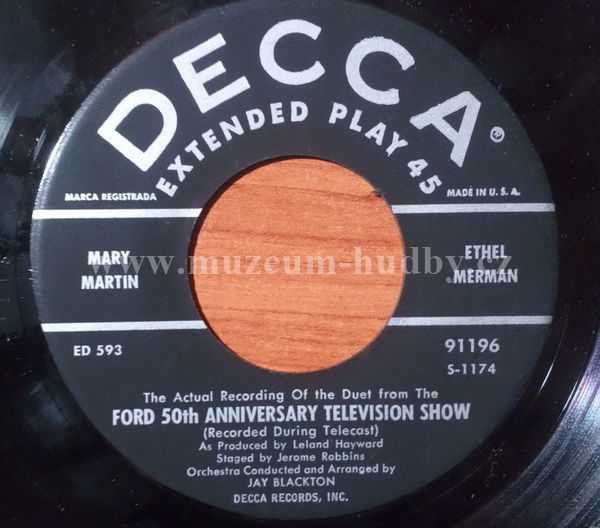 DECCA®
EXTENDED PLAY 45
MARCA REGISTRADA
MADE IN U.S.A.
MARY
MARTIN
ETHEL
MERMAN
www.muzeum-hudby.cz
ED 593
91196
S-1174
The Actual Recording Of the Duet from The
FORD 50th ANNIVERSARY TELEVISION SHOW
(Recorded During Telecast)
As Produced by Leland Hayward
Staged by Jerome Robbins
Orchestra Conducted and Arranged by
JAY BLACKTON
DECCA RECORDS, INC.